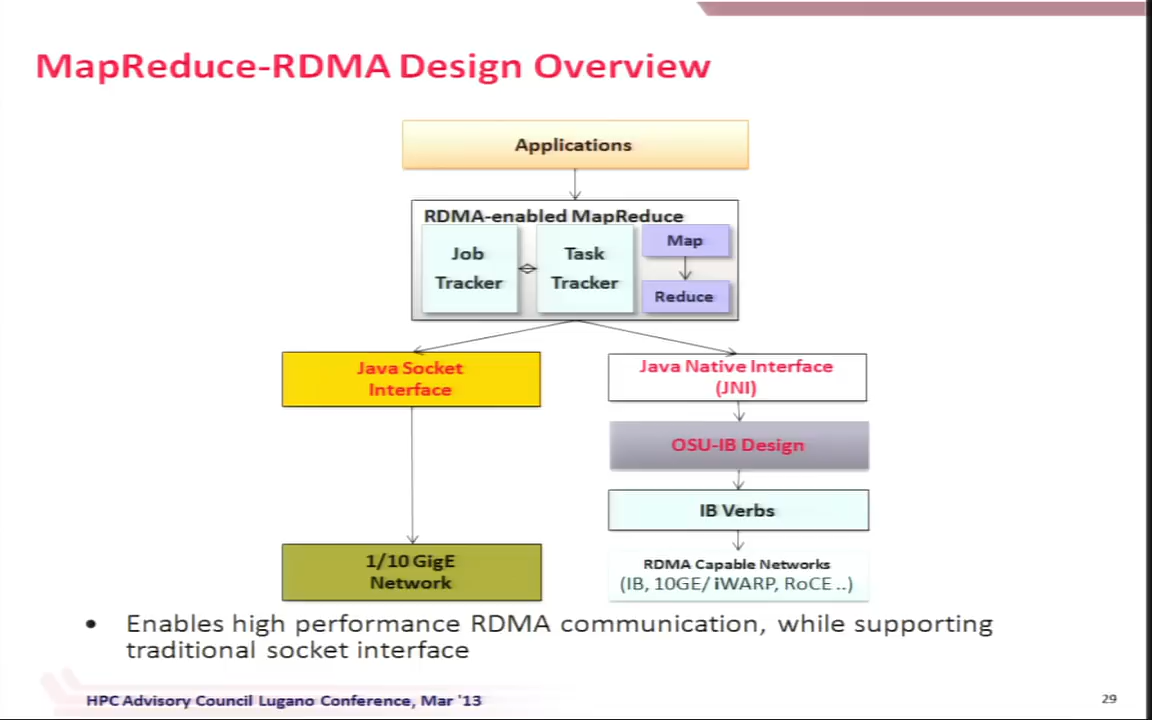 MapReduce-RDMA Design Overview
Applications
RDMA-enabled MapReduce
Job
Tracker
Task
Tracker
Map
Reduce
Java Socket
Interface
Java Native Interface
(JNI)
OSU-IB Design
IB Verbs
1/10 GigE
Network
RDMA Capable Networks
(IB, 10GE/ iWARP, RoCE ..)
• Enables high performance RDMA communication, while supporting
traditional socket interface
HPC Advisory Council Lugano Conference, Mar '13
29